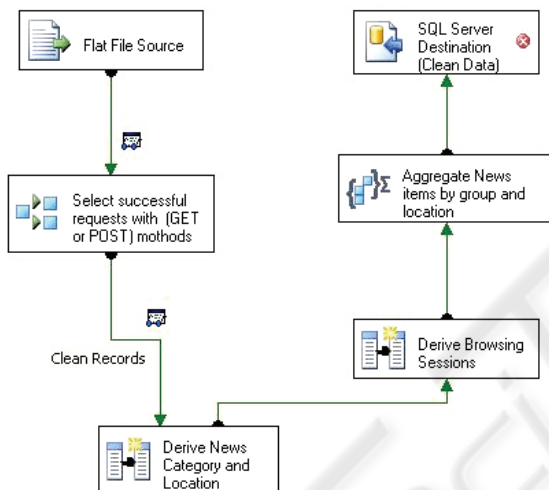 Flat File Source
Select successful
requests with (GET
or POST) mothods
Clean Records
Derive News
Category and
Location
Derive Browsing
Sessions
Aggregate News
items by group and
location
SQL Server
Destination
(Clean Data)